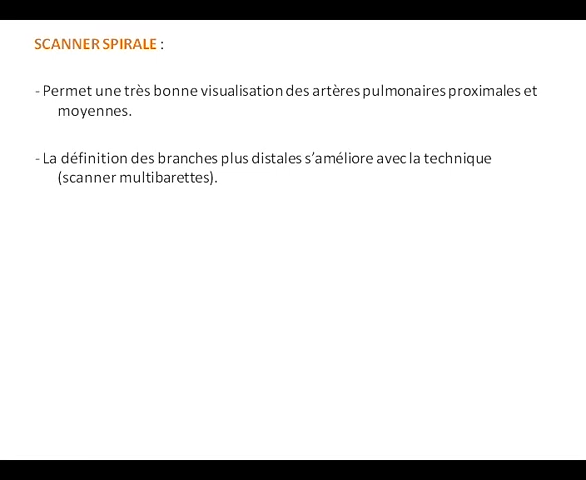 SCANNER SPIRALE :
- Permet une très bonne visualisation des artères pulmonaires proximales et
moyennes.
- La définition des branches plus distales s’améliore avec la technique
(scanner multibarettes).